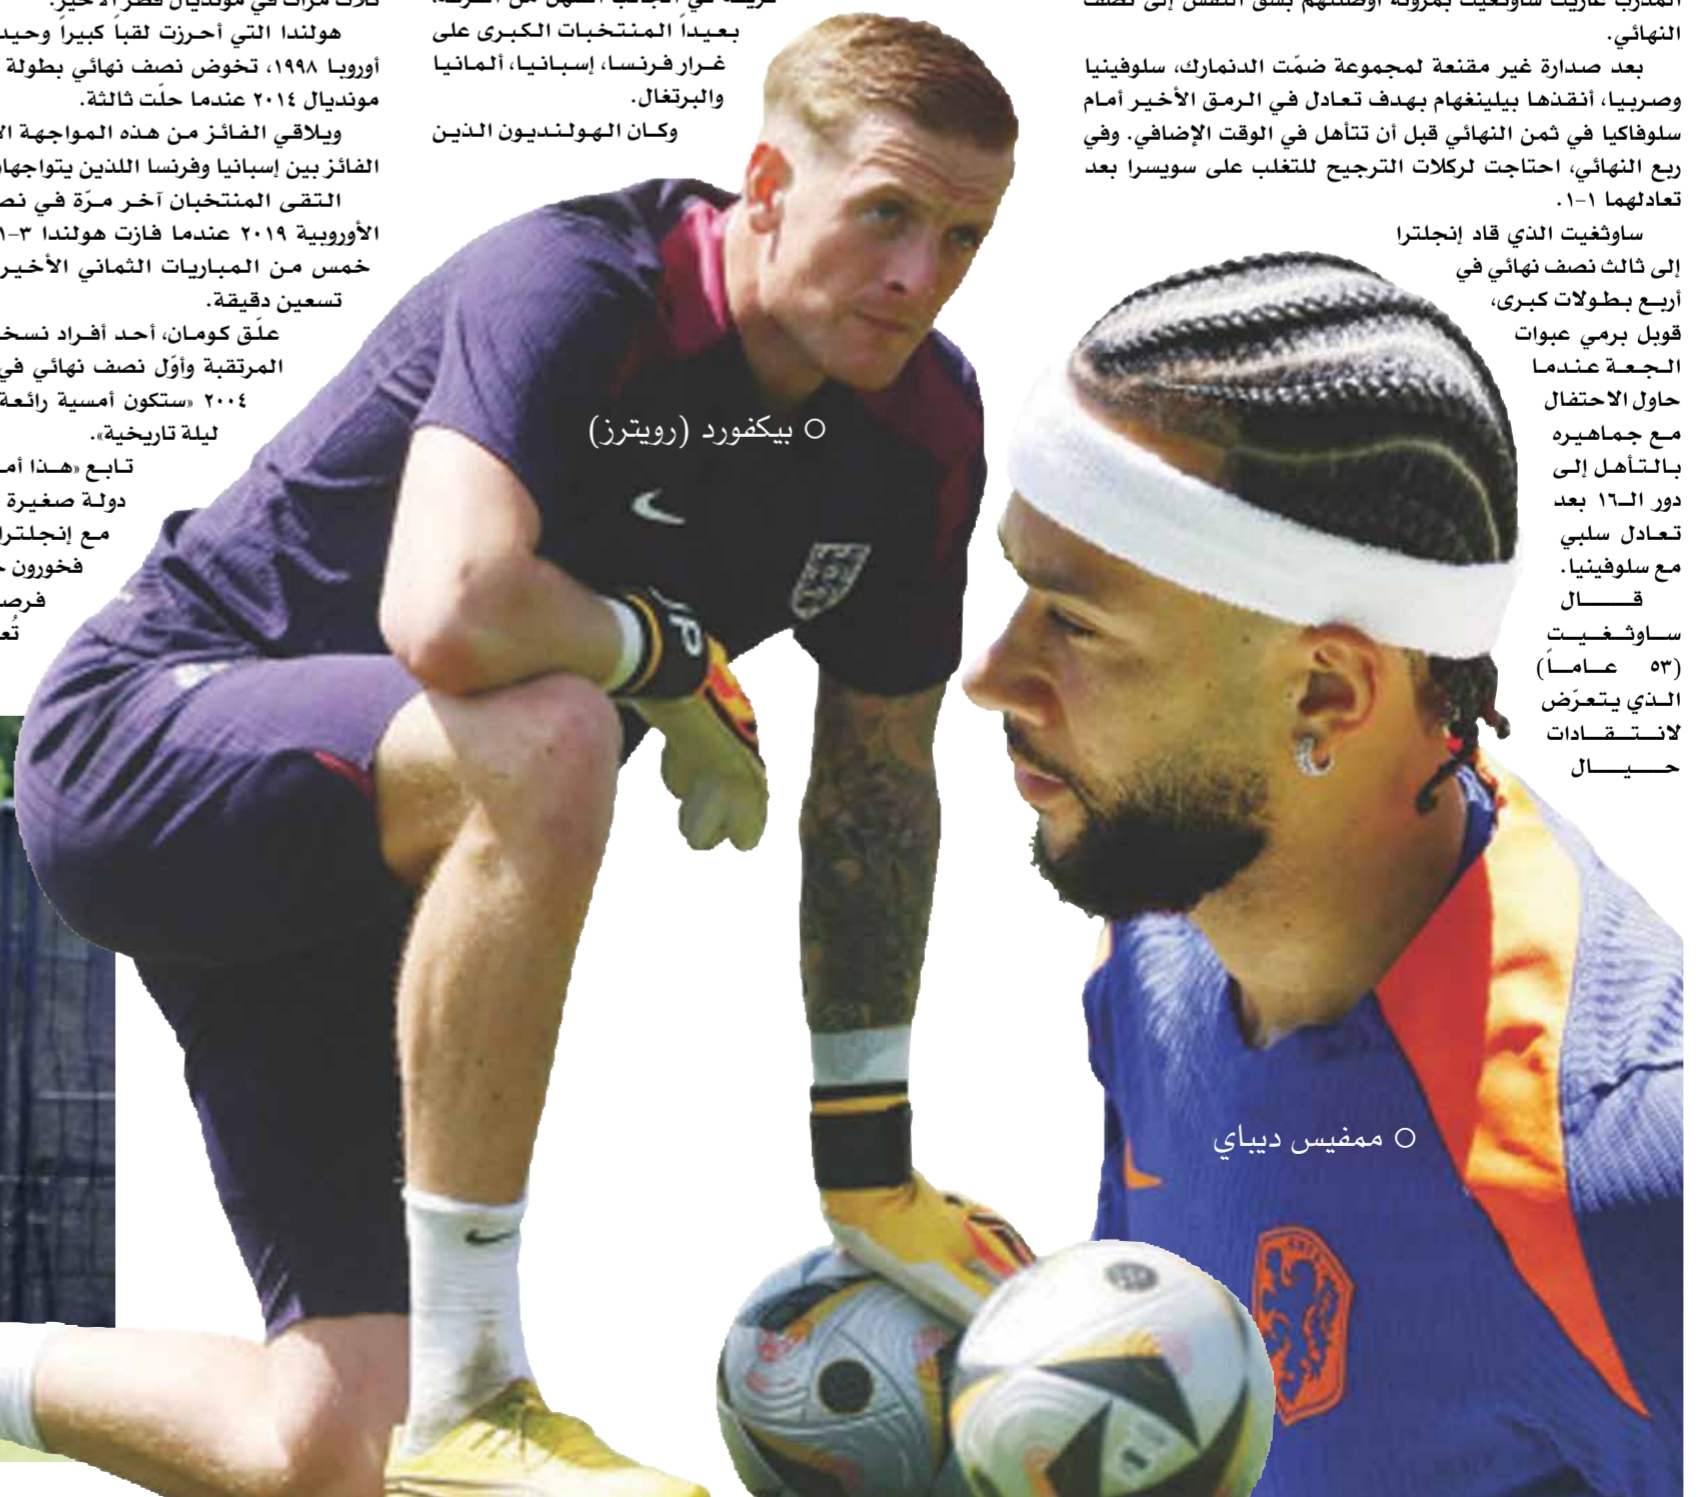 النهائي.
بعد صدارة غير مقنعة لمجموعة ضمّت الدنمارك، سلوفينيا
وصربيا، أنقذها بيلينغهام بهدف تعادل في الرمق الأخير أمام
سلوفاكيا في ثمن النهائي قبل أن تتأهل في الوقت الإضافي. وفي
ربع النهائي، احتاجت لركلات الترجيح للتغلب على سويسرا بعد
تعادلهما ١-١.
ساوثغيت الذي قاد إنجلترا
إلى ثالث نصف نهائي في
أربع بطولات كبرى،
قوبل برمي عبوات
الجعة عندما
حاول الاحتفال
مع جماهيره
بالتأهل إلى
دور الـ١٦ بعد
تعادل سلبي
مع سلوفينيا.
قال
ساوثغيت
(٥٣ عاماً)
الذي يتعرّض
لانتقادات
حيال
بعيداً المنتخبات الكبرى على
غرار فرنسا، إسبانيا، ألمانيا
والبرتغال.
وكان الهولنديون الذين
هولندا التي أحرزت لقباً كبيراً
أوروبا ١٩٩٨، تخوض نصف نهائي بطولة
مونديال ٢٠١٤ عندما حلّت ثالثة.
ويلاقي الفائز من هذه المواجهة
الفائز بين إسبانيا وفرنسا اللذين
التقى المنتخبان آخر مرّة في
الأوروبية ٢٠١٩ عندما فازت هولندا ٣-١
خمس من المباريات الثماني
تسعين دقيقة.
علّق كومان، أحد أفراد
المرتقبة وأوّل نصف نهائي في
٢٠٠٤ «ستكون أمسية رائعة
ليلة تاريخية».
تابع «هذا
دولة صغيرة
مع إنجلترا
فخورون
○ بيكفورد (رويترز)
JP
○ ممفيس ديباي